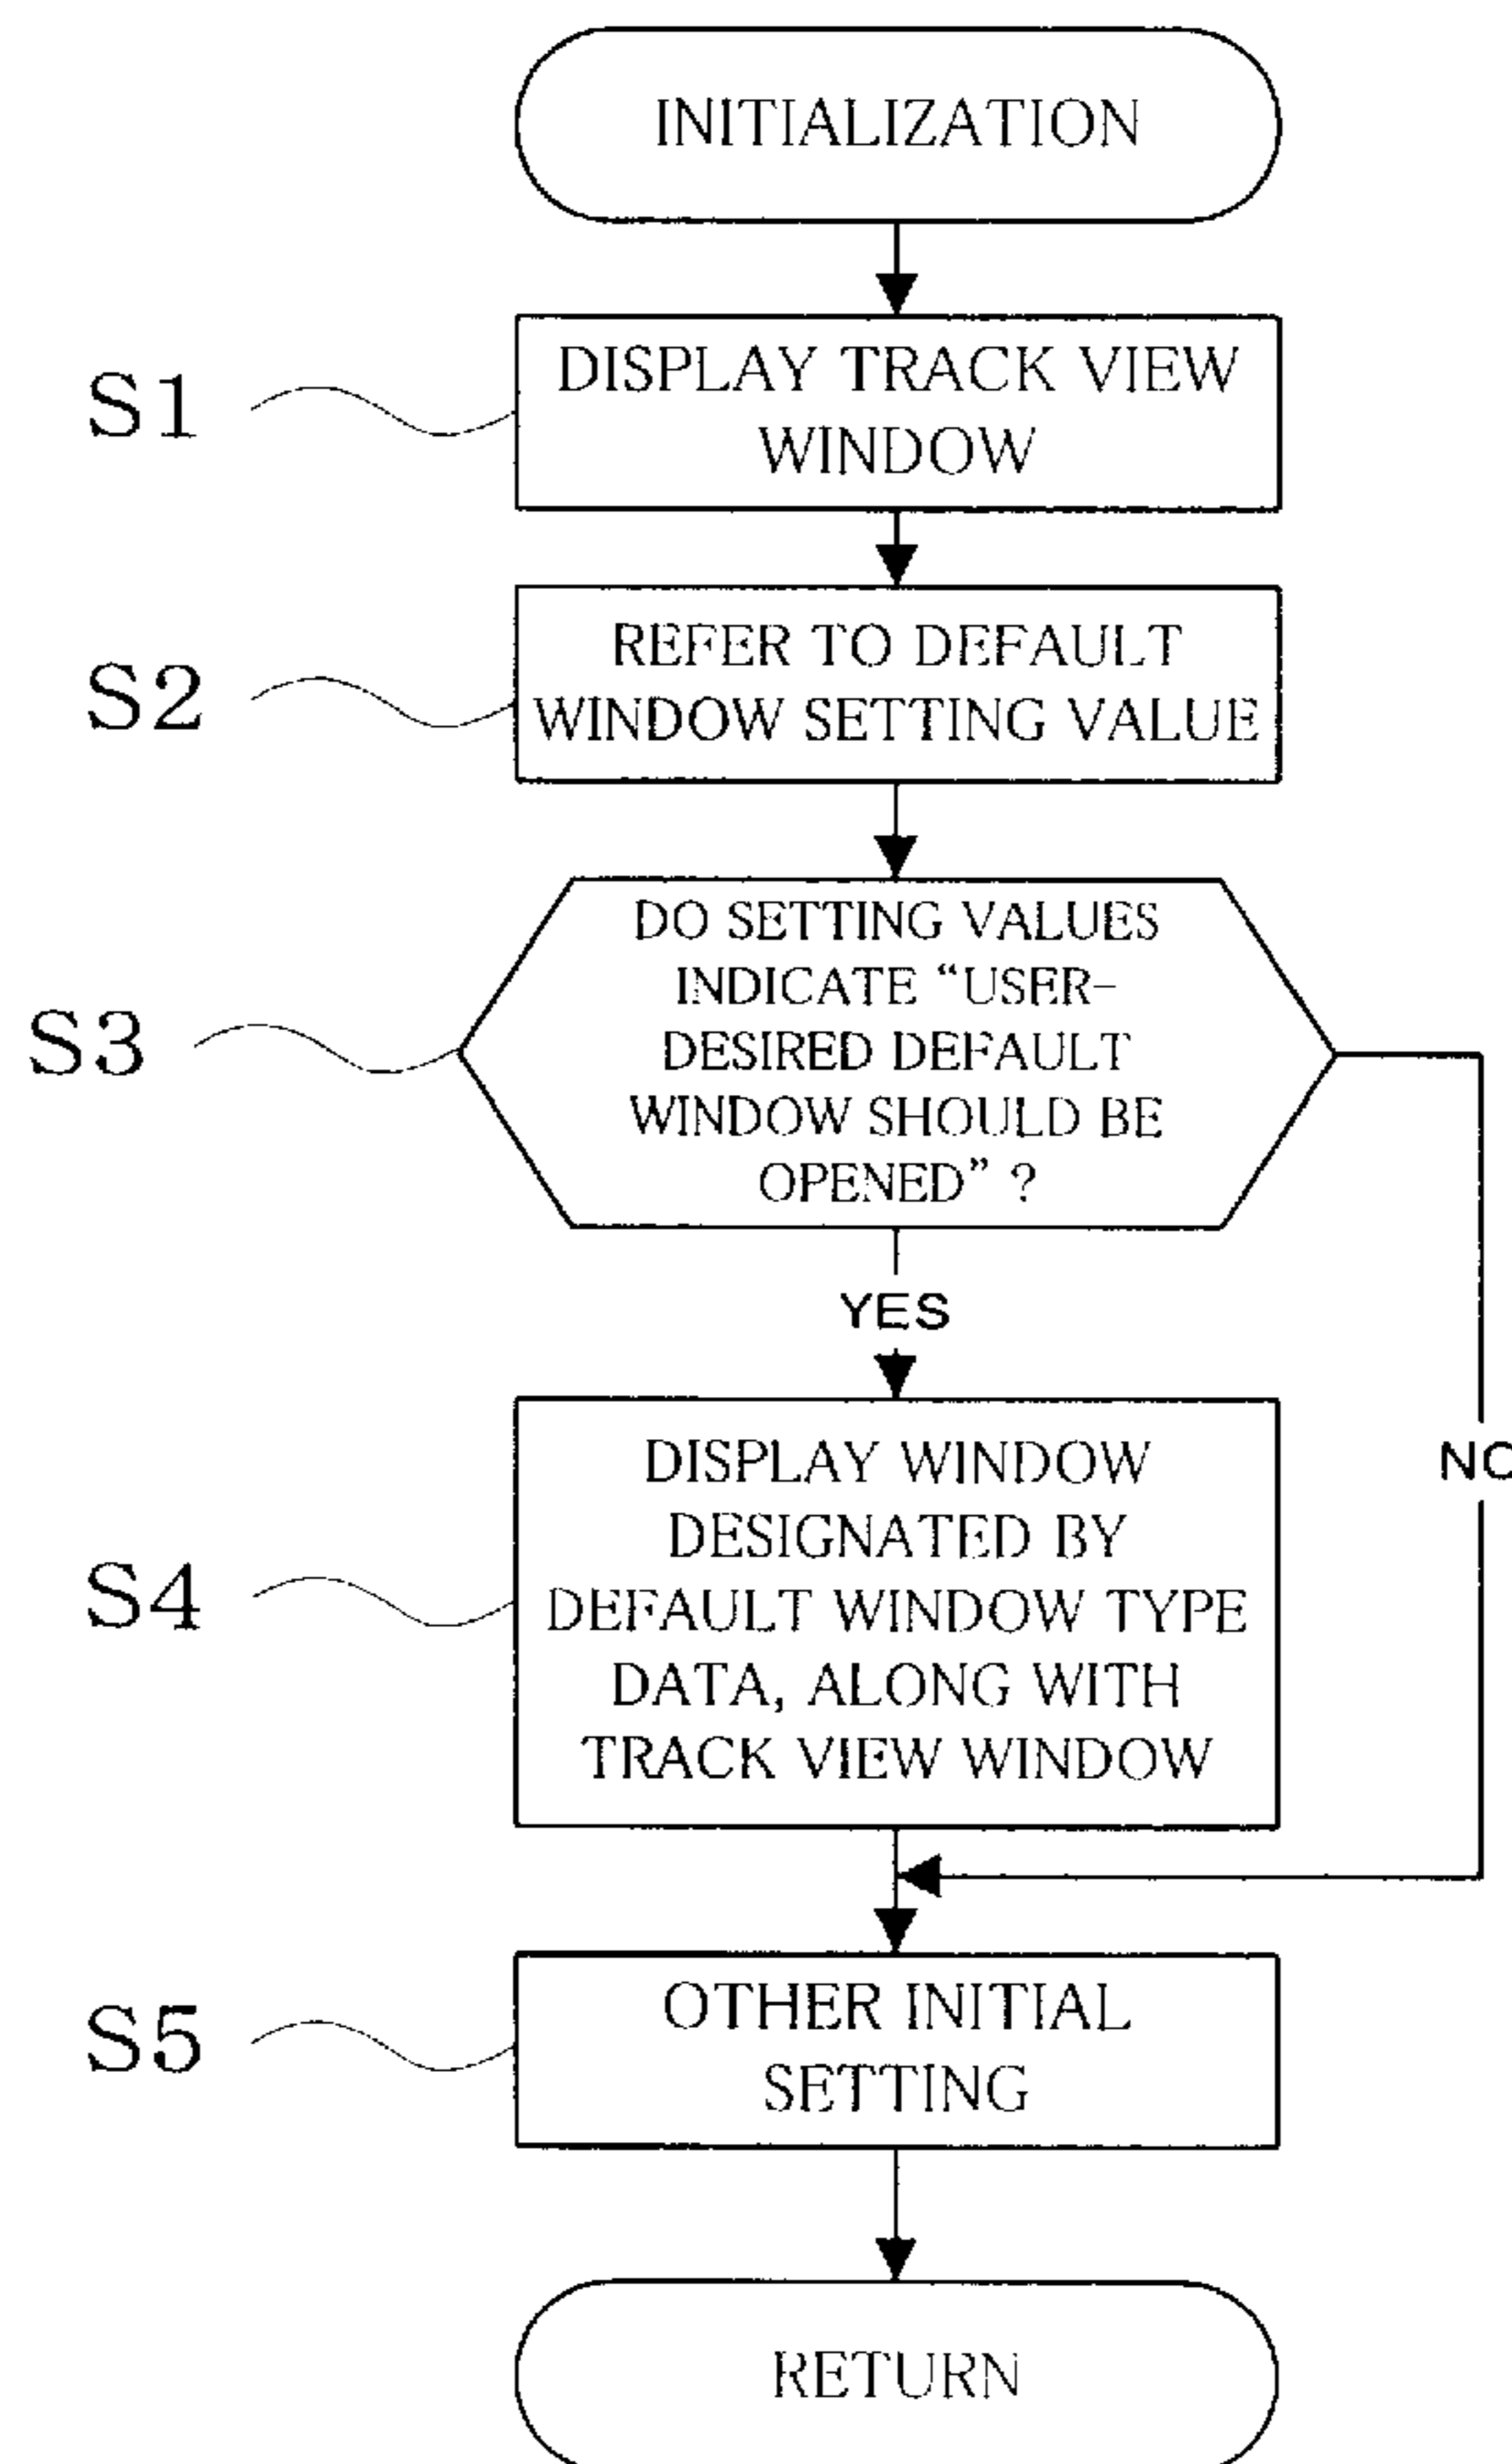 INITIALIZATION
S1
DISPLAY TRACK VIEW
WINDOW
S2
REFER TO DEFAULT
WINDOW SETTING VALUE
S3
DO SETTING VALUES
INDICATE “USER-
DESIRED DEFAULT
WINDOW SHOULD BE
OPENED” ?
YES
NO
S4
DISPLAY WINDOW
DESIGNATED BY
DEFAULT WINDOW TYPE
DATA, ALONG WITH
TRACK VIEW WINDOW
S5
OTHER INITIAL
SETTING
RETURN